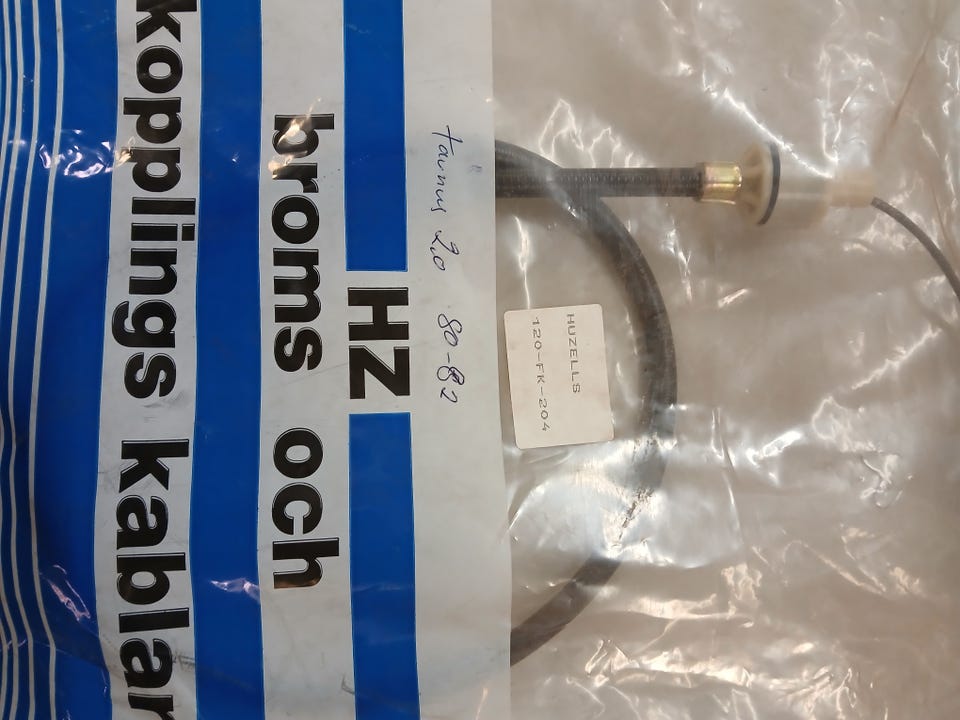 HZ
broms och
kopplings kablar
taunus 2.0 80-82
HUZELLS
120-FK-204